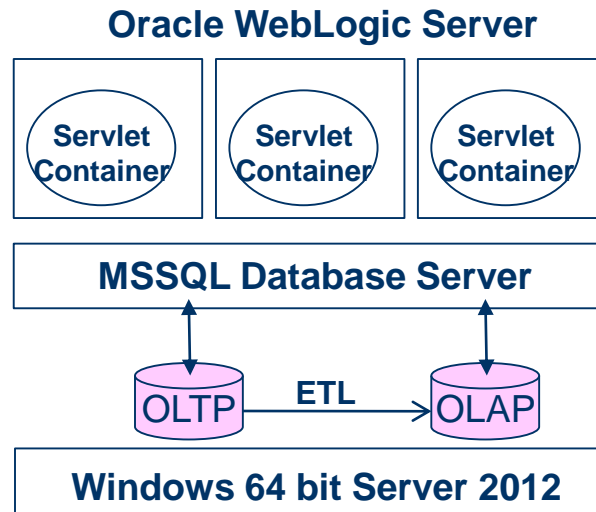 Oracle WebLogic Server
Servlet
Container
Servlet
Container
Servlet
Container
MSSQL Database Server
ETL
OLTP
OLAP
Windows 64 bit Server 2012